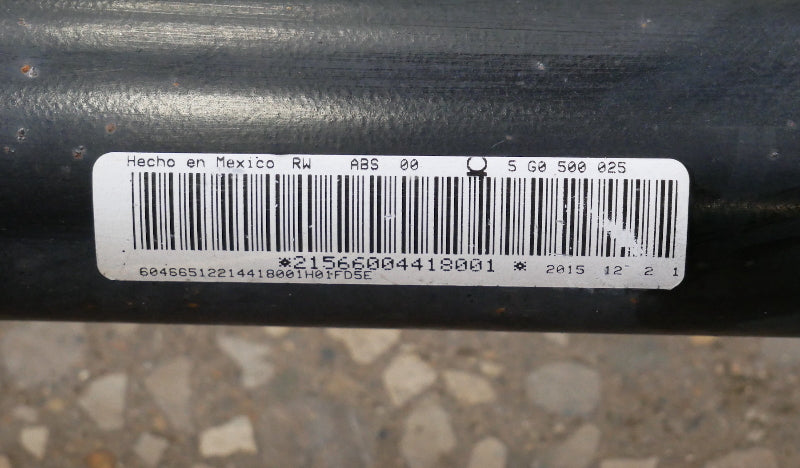 Hecho en Mexico RW ABS 00 5 G0 500 025
*21566004418001 * 2015 12 2 1
60466512214418001H01FD5E